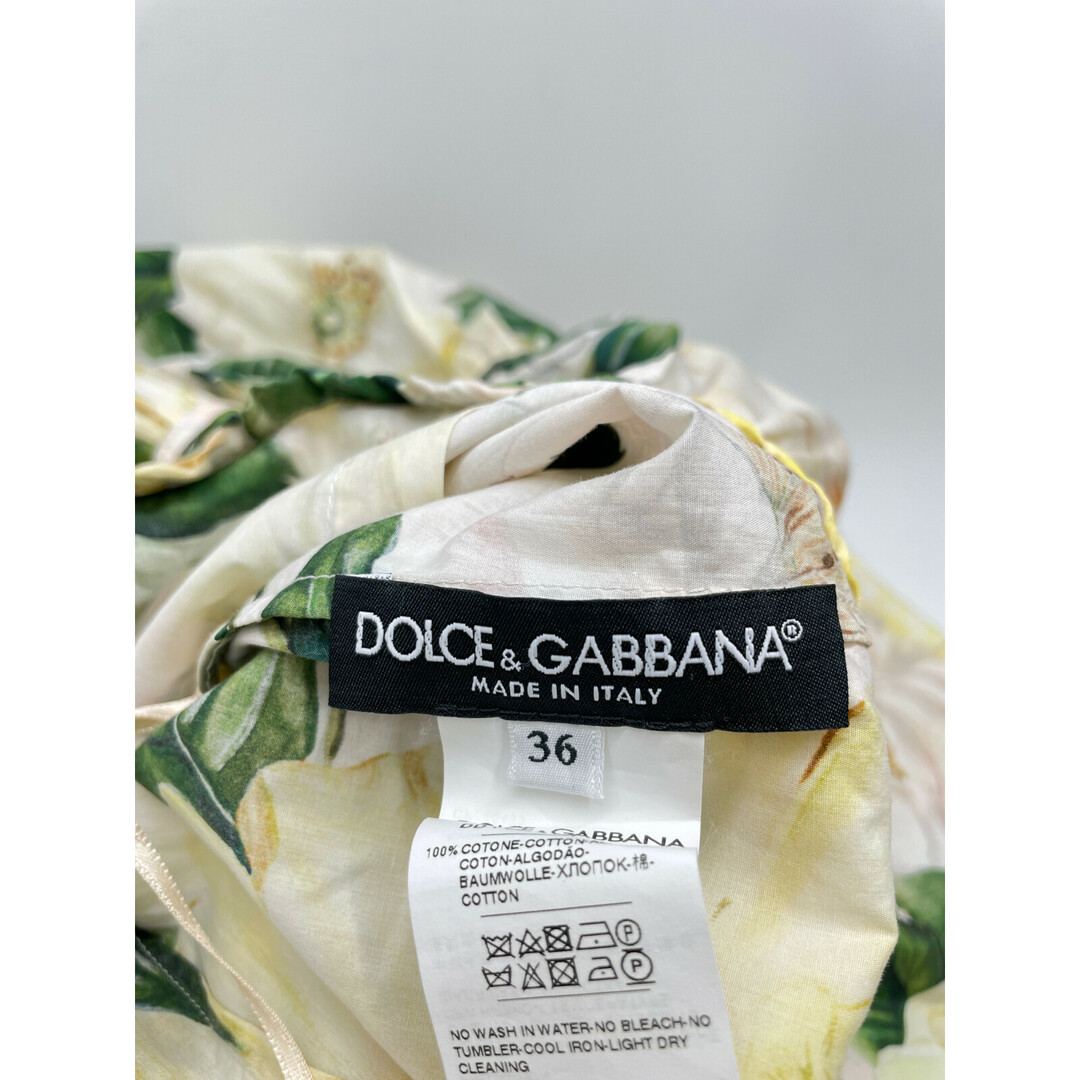 DOLCE & GABBANA®
MADE IN ITALY
36
DOLCE & GABBANA
100% COTONE-COTTON-
COTON-ALGODÃO-
BAUMWOLLE-ХЛОПОК-棉-
COTTON
NO WASH IN WATER-NO BLEACH-NO
TUMBLER-COOL IRON-LIGHT DRY
CLEANING